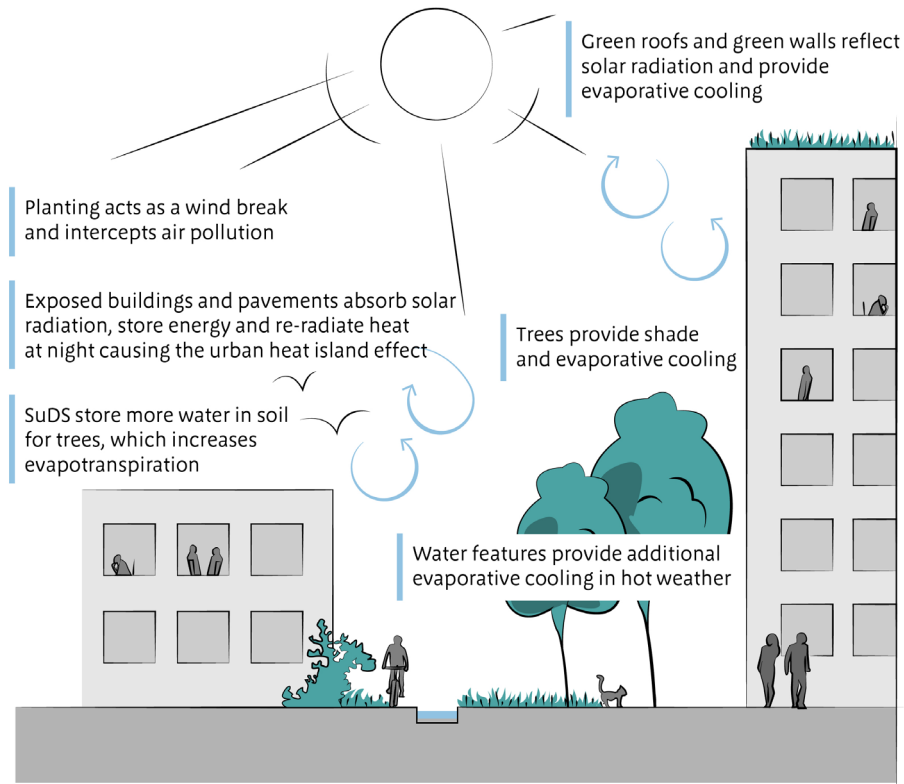 Green roofs and green walls reflect
solar radiation and provide
evaporative cooling
Planting acts as a wind break
and intercepts air pollution
Exposed buildings and pavements absorb solar
radiation, store energy and re-radiate heat
at night causing the urban heat island effect
Trees provide shade
and evaporative cooling
SuDS store more water in soil
for trees, which increases
evapotranspiration
Water features provide additional
evaporative cooling in hot weather